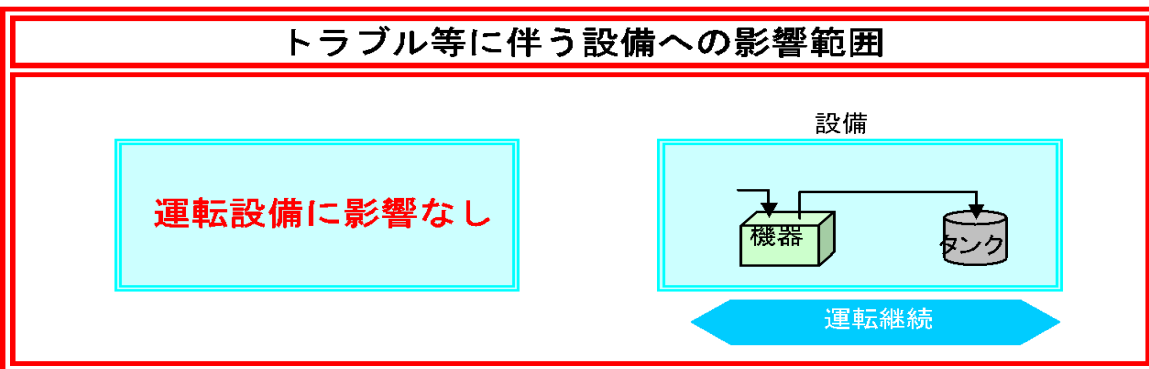 トラブル等に伴う設備への影響範囲
設備
運転設備に影響なし
機器
タンク
運転継続